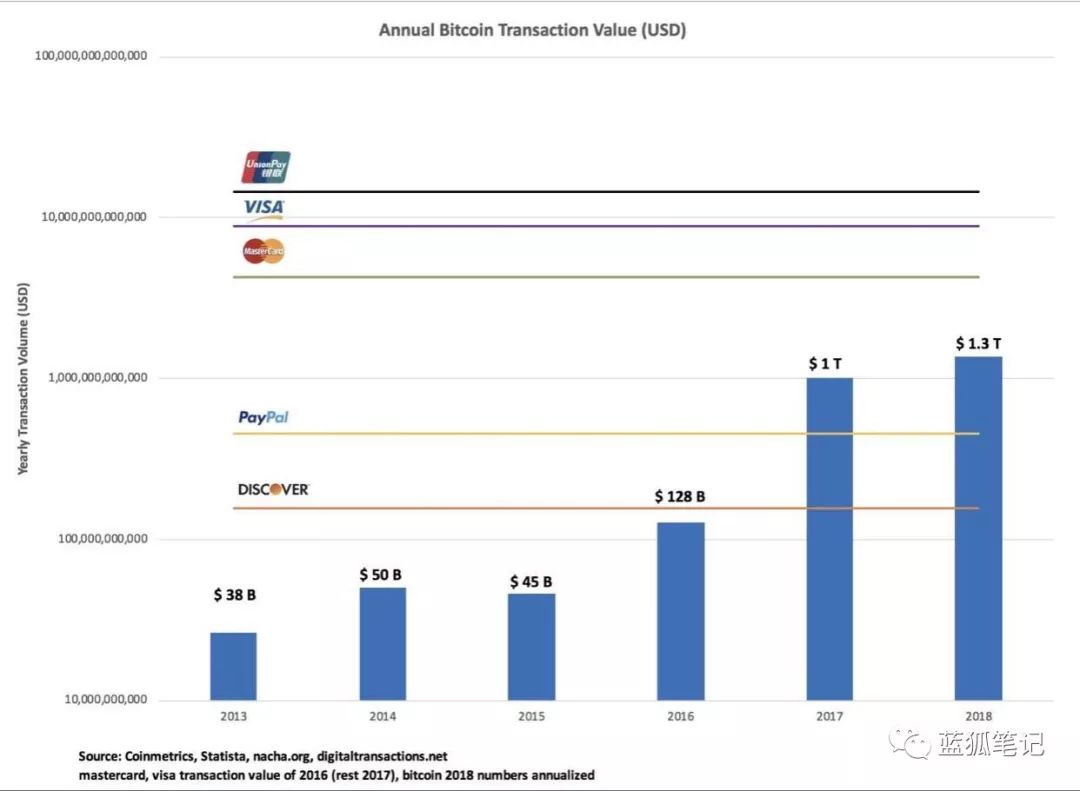 Annual Bitcoin Transaction Value (USD)
100,000,000,000,000
UnionPay
银联
VISA
10,000,000,000,000
MasterCard
Yearly Transaction Volume (USD)
$ 1.3 T
$ 1 T
1,000,000,000,000
PayPal
DISCOVER
$ 128 B
100,000,000,000
$ 38 B
$ 50 B
$ 45 B
10,000,000,000
2013 2014 2015 2016 2017 2018
蓝狐笔记
Source: Coinmetrics, Statista, nacha.org, digitaltransactions.net
mastercard, visa transaction value of 2016 (rest 2017), bitcoin 2018 numbers annualized